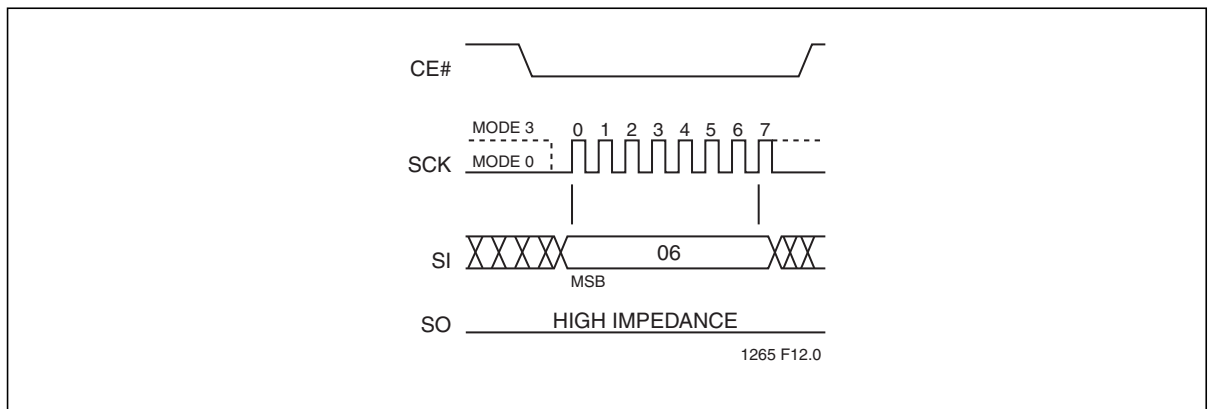 CE#
MODE 3
0 1 2 3 4 5 6 7
SCK
MODE 0
SI
06
MSB
SO
HIGH IMPEDANCE
1265 F12.0